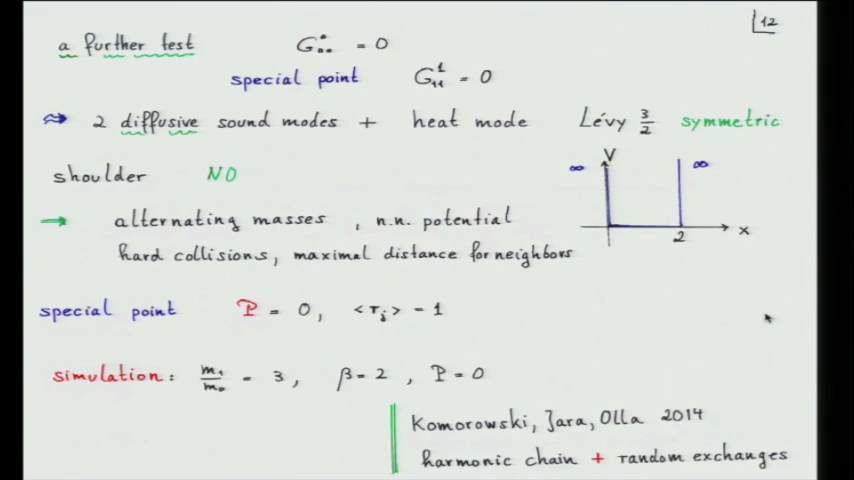 12
a further test G°₀₀ = 0
special point G¹₁₁ = 0
⇝ 2 diffusive sound modes + heat mode Lévy 3/2 symmetric
shoulder NO
→ alternating masses, n.n. potential
hard collisions, maximal distance for neighbors
∞ V ∞
2 x
special point P = 0, <r_j> = 1
simulation: m₁/m₀ = 3, β = 2, P = 0
Komorowski, Jara, Olla 2014
harmonic chain + random exchanges